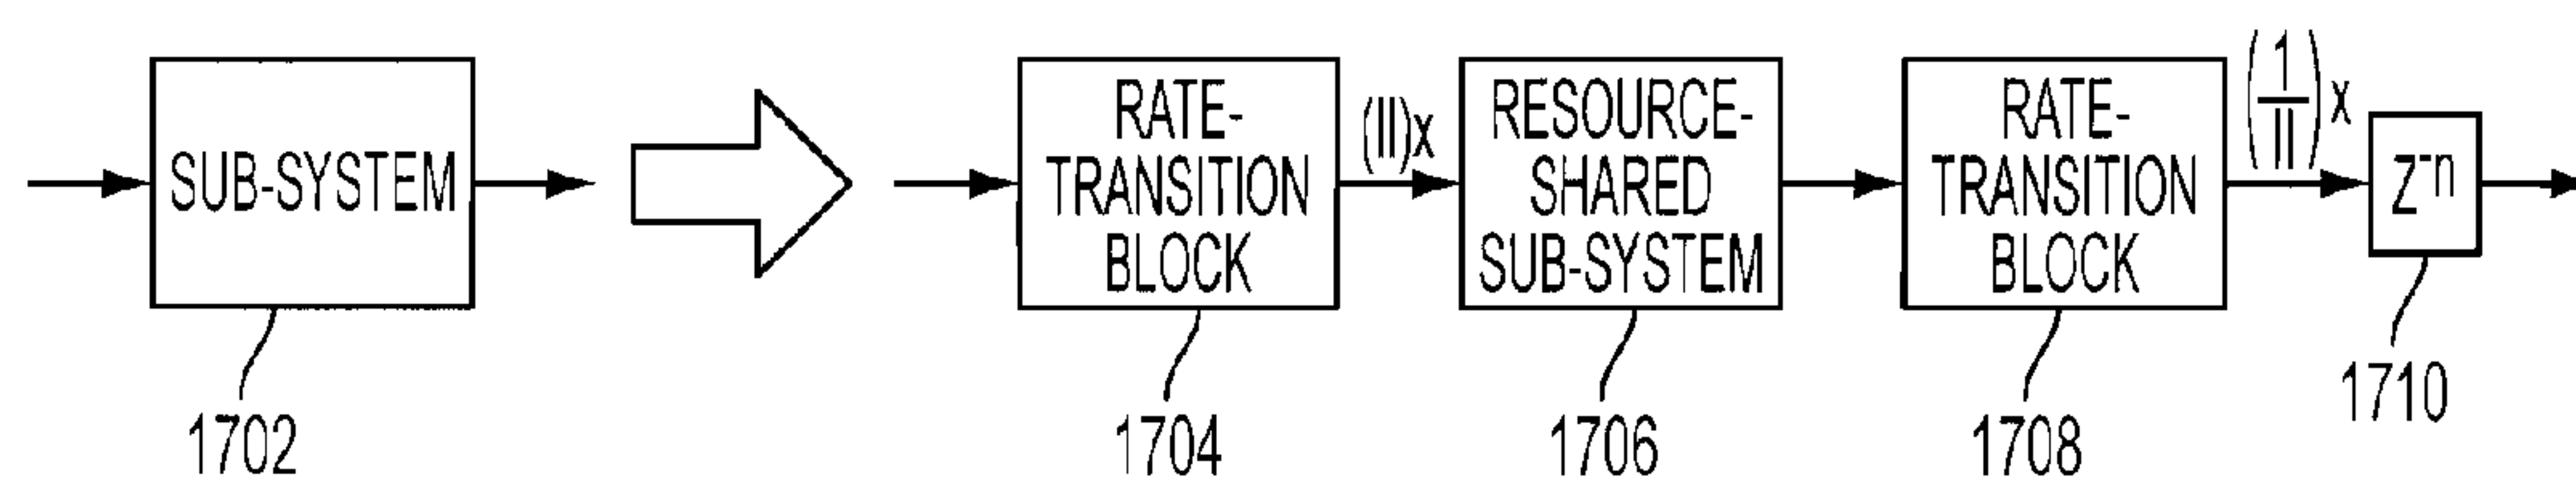 SUB-SYSTEM
1702
RATE-
TRANSITION
BLOCK
1704
(II)x
RESOURCE-
SHARED
SUB-SYSTEM
1706
RATE-
TRANSITION
BLOCK
1708
(1/II)x
Z⁻ⁿ
1710